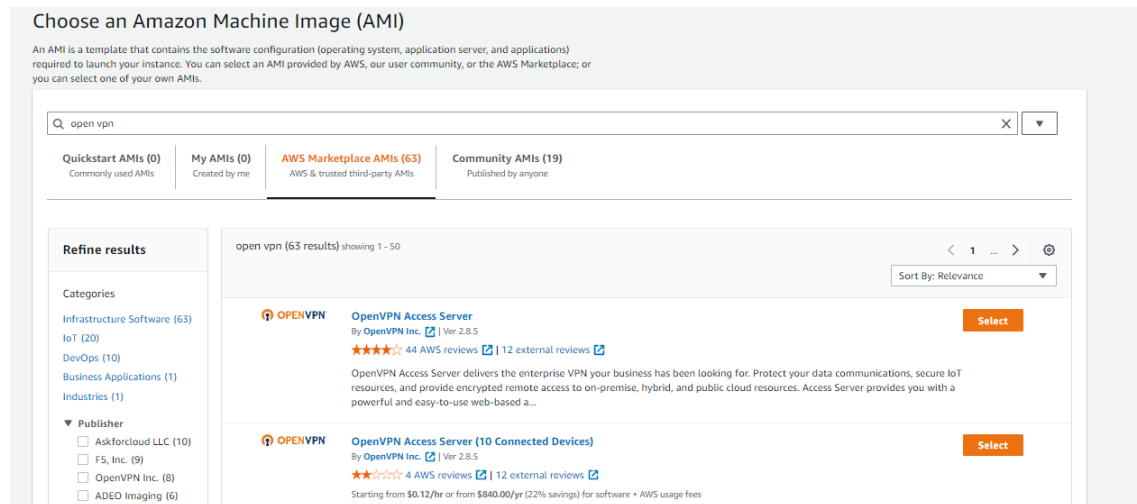 Choose an Amazon Machine Image (AMI)
An AMI is a template that contains the software configuration (operating system, application server, and applications)
required to launch your instance. You can select an AMI provided by AWS, our user community, or the AWS Marketplace; or
you can select one of your own AMIs.
open vpn
Quickstart AMIs (0)
Commonly used AMIs
My AMIs (0)
Created by me
AWS Marketplace AMIs (63)
AWS & trusted third-party AMIs
Community AMIs (19)
Published by anyone
Refine results
Categories
Infrastructure Software (63)
IoT (20)
DevOps (10)
Business Applications (1)
Industries (1)
Publisher
Askforcloud LLC (10)
F5, Inc. (9)
OpenVPN Inc. (8)
ADEO Imaging (6)
open vpn (63 results) showing 1 - 50
1 ...
Sort By: Relevance
OPENVPN
OpenVPN Access Server
By OpenVPN Inc. | Ver 2.8.5
44 AWS reviews | 12 external reviews
OpenVPN Access Server delivers the enterprise VPN your business has been looking for. Protect your data communications, secure IoT
resources, and provide encrypted remote access to on-premise, hybrid, and public cloud resources. Access Server provides you with a
powerful and easy-to-use web-based a...
Select
OPENVPN
OpenVPN Access Server (10 Connected Devices)
By OpenVPN Inc. | Ver 2.8.5
4 AWS reviews | 12 external reviews
Starting from $0.12/hr or from $840.00/yr (22% savings) for software + AWS usage fees
Select